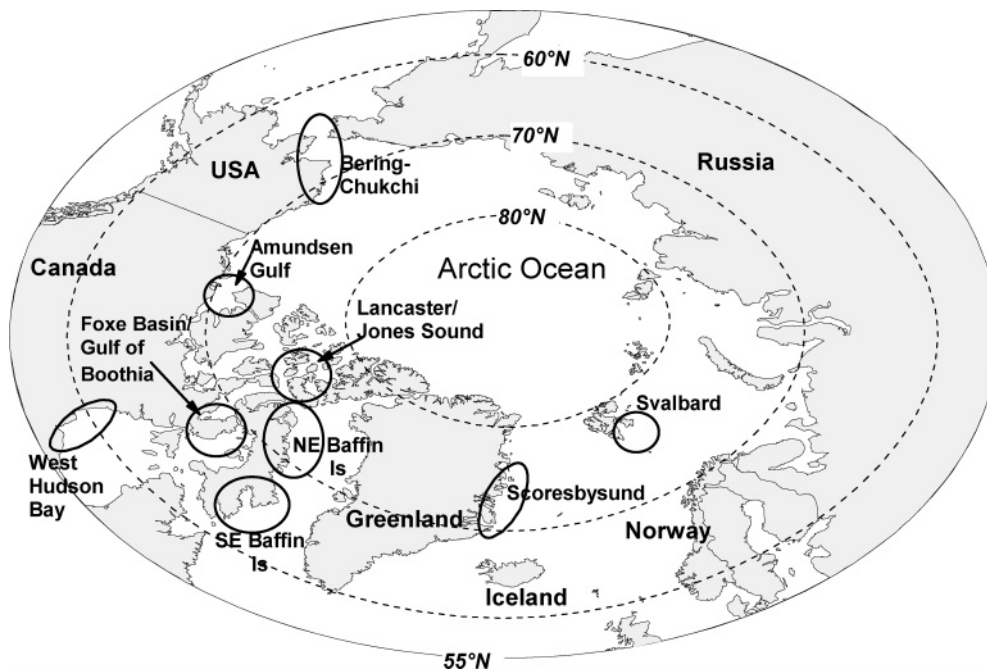 60°N
70°N
Russia
USA
Bering-
Chukchi
80°N
Amundsen
Gulf
Arctic Ocean
Canada
Lancaster/
Jones Sound
Foxe Basin/
Gulf of
Boothia
Svalbard
NE Baffin
Is
West
Hudson
Bay
Scoresbysund
Greenland
Norway
SE Baffin
Is
Iceland
55°N